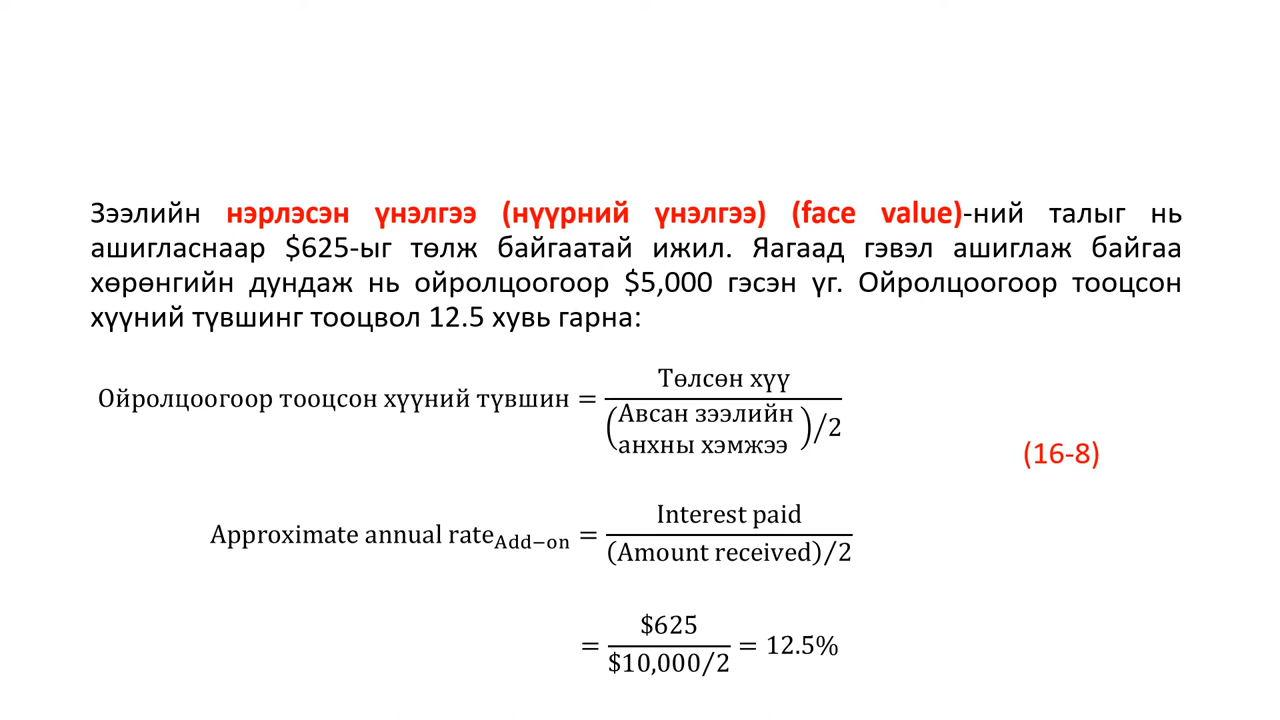 Зээлийн нэрлэсэн үнэлгээ (нүүрний үнэлгээ) (face value)-ний талыг нь
ашигласнаар $625-ыг төлж байгаатай ижил. Яагаад гэвэл ашиглаж байгаа
хөрөнгийн дундаж нь ойролцоогоор $5,000 гэсэн үг. Ойролцоогоор тооцсон
хүүний түвшинг тооцвол 12.5 хувь гарна:
Ойролцоогоор тооцсон хүүний түвшин = Төлсөн хүү / (Авсан зээлийн анхны хэмжээ)/2
(16-8)
Approximate annual rate Add−on = Interest paid / (Amount received)/2
= $625 / $10,000/2 = 12.5%